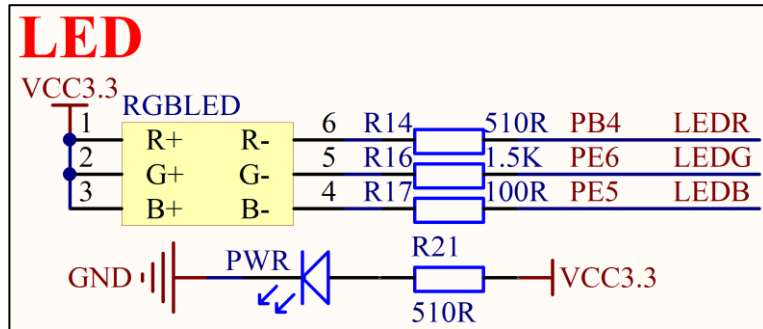 LED
VCC3.3
RGBLED
1 R+ R- 6 R14 510R PB4 LEDR
2 G+ G- 5 R16 1.5K PE6 LEDG
3 B+ B- 4 R17 100R PE5 LEDB
R21
GND PWR VCC3.3
510R